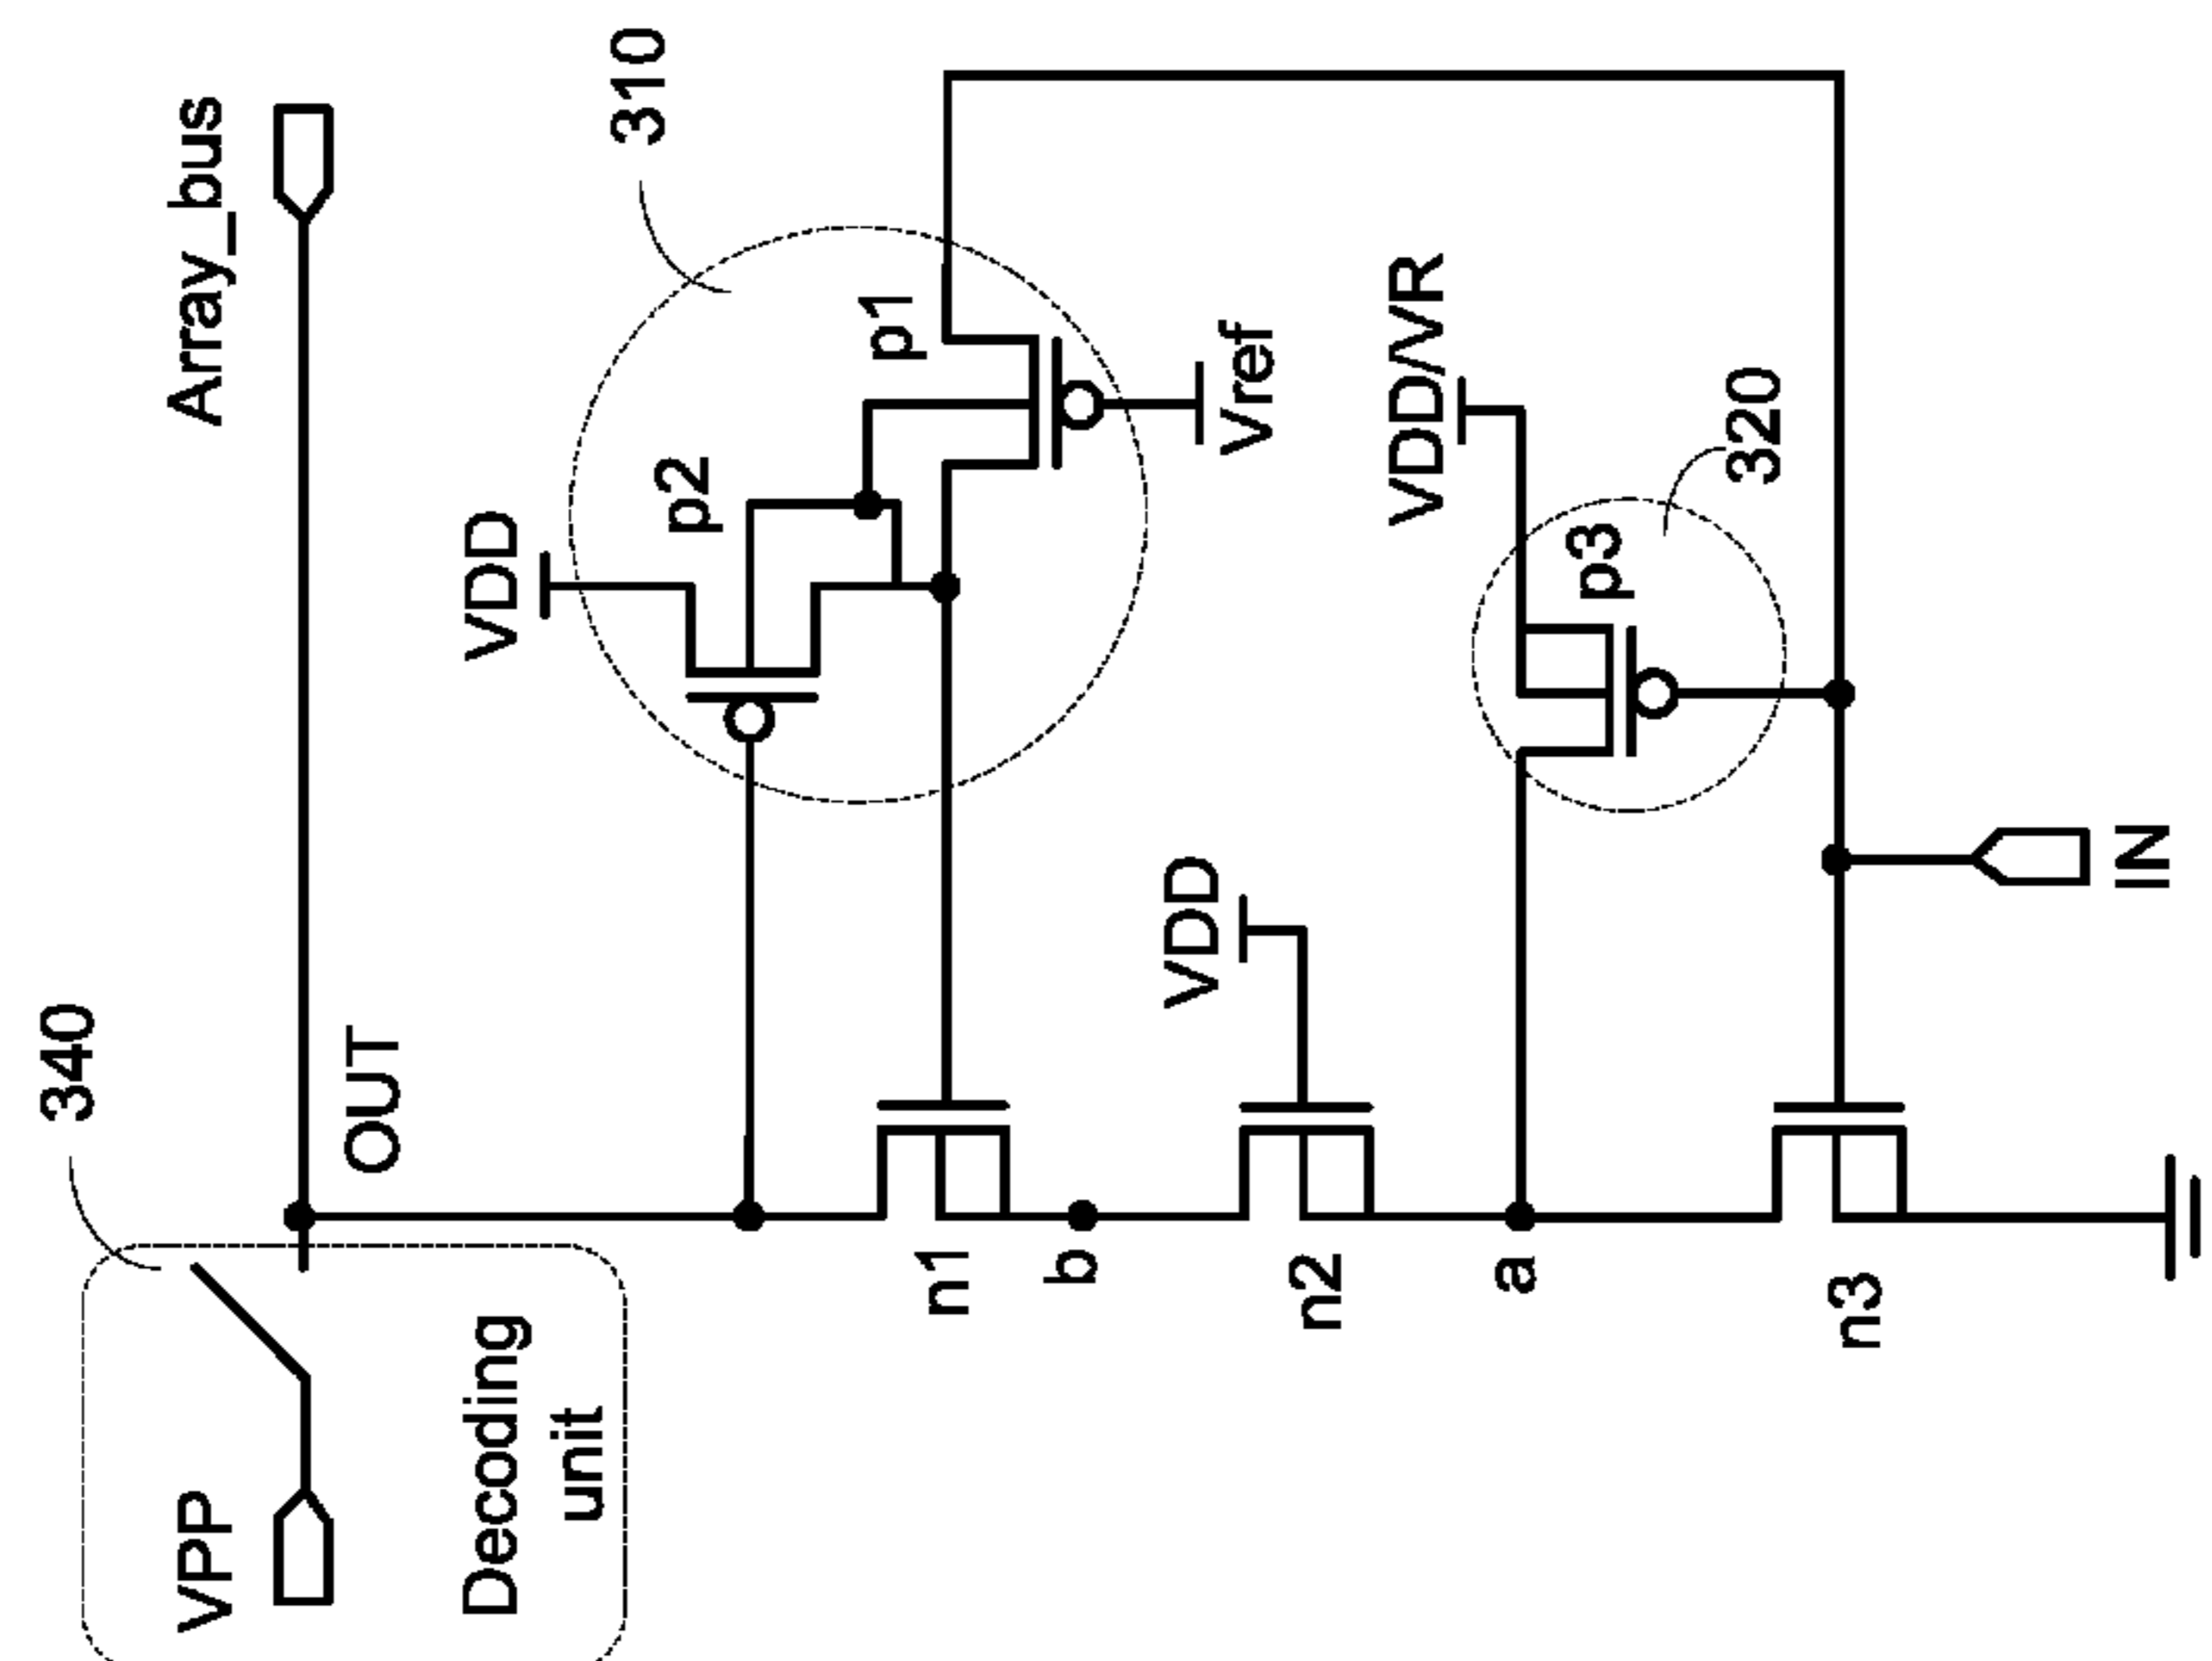 340
VPP
Decoding
unit
OUT
Array_bus
310
VDD
p2
p1
Vref
n1
b
VDD
n2
VDD/VR
p3
320
a
n3
IN